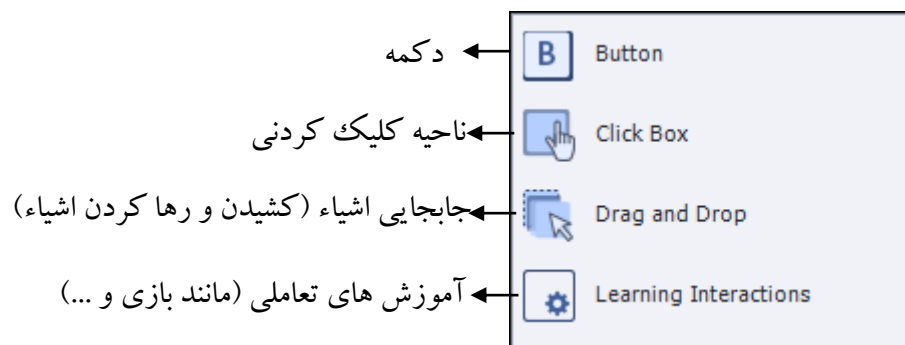 دکمه
B Button
ناحیه کلیک کردنی
Click Box
جابجایی اشیاء (کشیدن و رها کردن اشیاء)
Drag and Drop
آموزش های تعاملی (مانند بازی و ...)
Learning Interactions